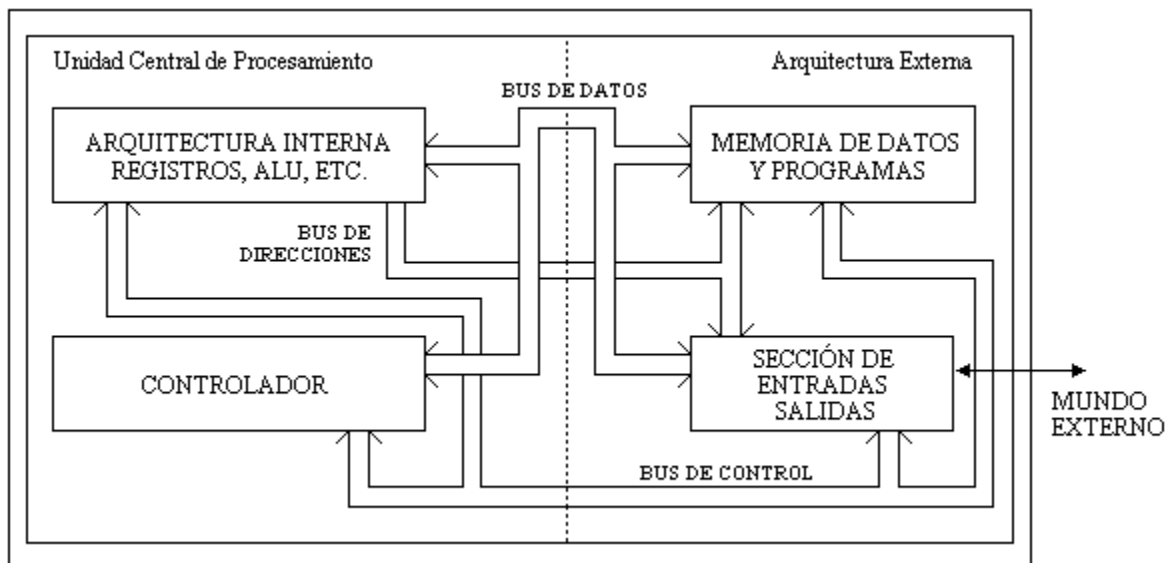 Unidad Central de Procesamiento
Arquitectura Externa
BUS DE DATOS
ARQUITECTURA INTERNA
REGISTROS, ALU, ETC.
MEMORIA DE DATOS
Y PROGRAMAS
BUS DE
DIRECCIONES
CONTROLADOR
SECCIÓN DE
ENTRADAS
SALIDAS
MUNDO
EXTERNO
BUS DE CONTROL